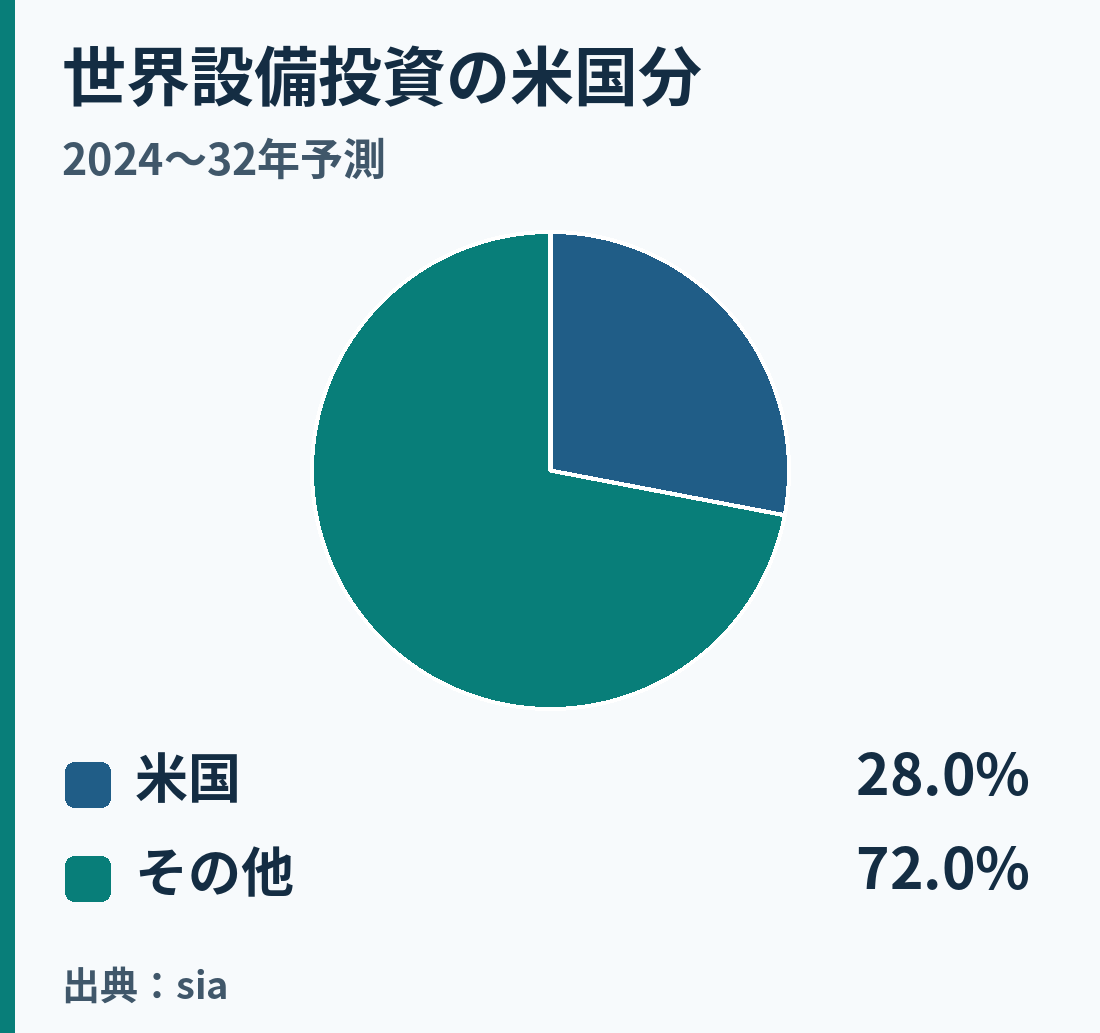 世界設備投資の米国分
2024〜32年予測
米国 28.0%
その他 72.0%
出典：sia